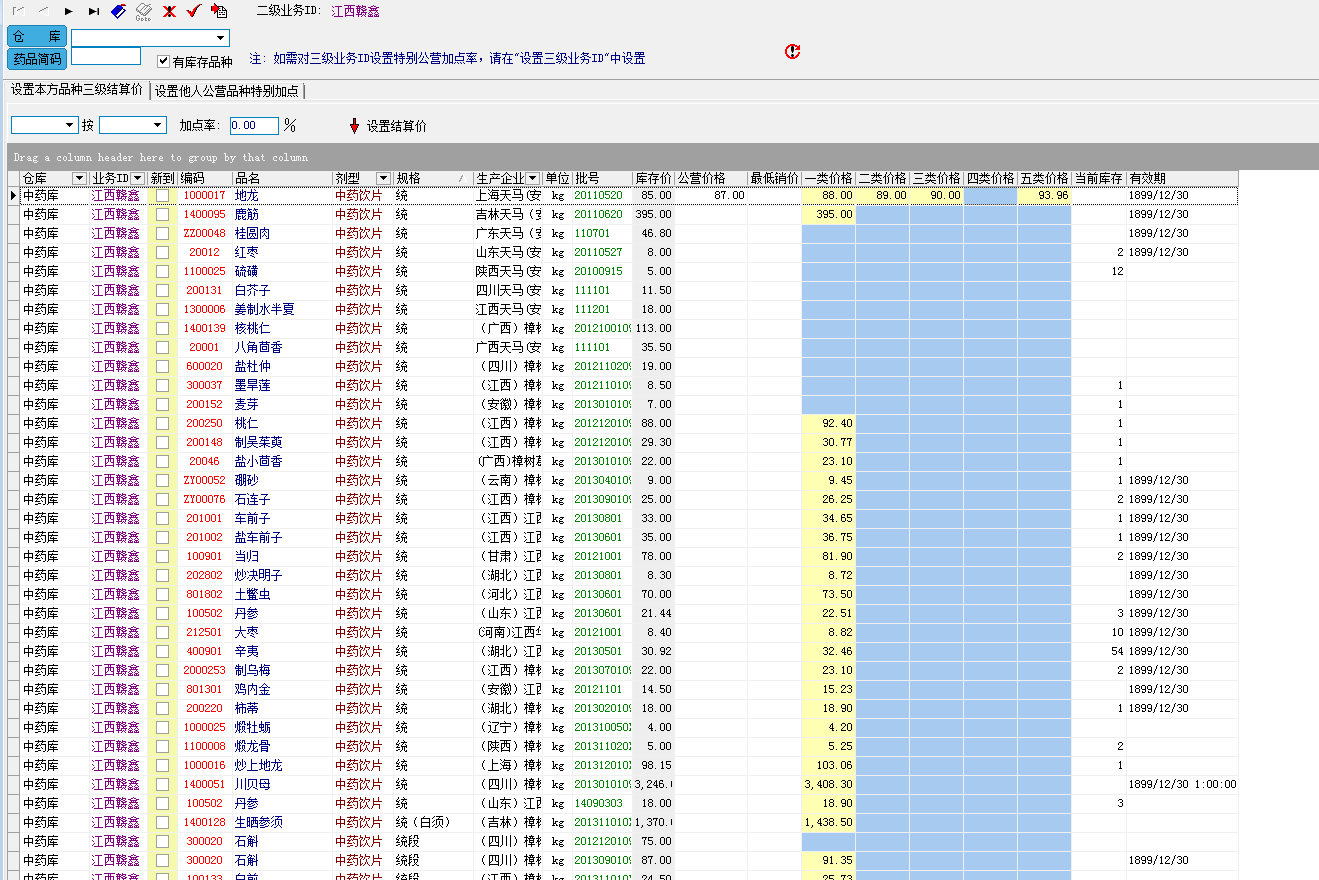 Goto 二级业务ID: 江西赣鑫
仓 库
药品简码 有库存品种 注: 如需对三级业务ID设置特别公营加点率，请在"设置三级业务ID"中设置
设置本方品种三级结算价 设置他人公营品种特别加点
按 加点率: 0.00 % 设置结算价
Drag a column header here to group by that column
仓库 业务ID 新到 编码 品名 剂型 规格 生产企业 单位 批号 库存价 公营价格 最低销价 一类价格 二类价格 三类价格 四类价格 五类价格 当前库存 有效期
中药库 江西赣鑫 1000017 地龙 中药饮片 统 上海天马(安 kg 20110520 85.00 87.00 88.00 89.00 90.00 93.96 1899/12/30
中药库 江西赣鑫 1400095 鹿筋 中药饮片 统 吉林天马（安 kg 20110620 395.00 395.00 1899/12/30
中药库 江西赣鑫 ZZ00048 桂圆肉 中药饮片 统 广东天马（安 kg 110701 46.80 1899/12/30
中药库 江西赣鑫 20012 红枣 中药饮片 统 山东天马(安 kg 20110527 8.00 2 1899/12/30
中药库 江西赣鑫 1100025 硫磺 中药饮片 统 陕西天马(安 kg 20100915 5.00 12
中药库 江西赣鑫 200131 白芥子 中药饮片 统 四川天马(安 kg 111101 11.50
中药库 江西赣鑫 1300006 姜制水半夏 中药饮片 统 江西天马(安 kg 111201 18.00
中药库 江西赣鑫 1400139 核桃仁 中药饮片 统 （广西）樟树 kg 201210010 113.00
中药库 江西赣鑫 20001 八角茴香 中药饮片 统 广西天马(安 kg 111101 35.50
中药库 江西赣鑫 600020 盐杜仲 中药饮片 统 （四川）樟树 kg 201211020 19.00
中药库 江西赣鑫 300037 墨旱莲 中药饮片 统 （江西）樟树 kg 201211010 8.50 1
中药库 江西赣鑫 200152 麦芽 中药饮片 统 （安徽）樟树 kg 201301010 7.00 1
中药库 江西赣鑫 200250 桃仁 中药饮片 统 （江西）樟树 kg 201212010 88.00 92.40 1
中药库 江西赣鑫 200148 制吴茱萸 中药饮片 统 （江西）樟树 kg 201212010 29.30 30.77 1
中药库 江西赣鑫 20046 盐小茴香 中药饮片 统 (广西)樟树 kg 201301010 22.00 23.10 1
中药库 江西赣鑫 ZY00052 硼砂 中药饮片 统 （云南）樟树 kg 201304010 9.00 9.45 1 1899/12/30
中药库 江西赣鑫 ZY00076 石连子 中药饮片 统 （江西）樟树 kg 201309010 25.00 26.25 2 1899/12/30
中药库 江西赣鑫 201001 车前子 中药饮片 统 （江西）江西 kg 20130801 33.00 34.65 1 1899/12/30
中药库 江西赣鑫 201002 盐车前子 中药饮片 统 （江西）江西 kg 20130601 35.00 36.75 1 1899/12/30
中药库 江西赣鑫 100901 当归 中药饮片 统 （甘肃）江西 kg 20121001 78.00 81.90 2 1899/12/30
中药库 江西赣鑫 202802 炒决明子 中药饮片 统 （湖北）江西 kg 20130801 8.30 8.72 1899/12/30
中药库 江西赣鑫 801802 土鳖虫 中药饮片 统 （河北）江西 kg 20130601 70.00 73.50 1899/12/30
中药库 江西赣鑫 100502 丹参 中药饮片 统 （山东）江西 kg 20130601 21.44 22.51 3 1899/12/30
中药库 江西赣鑫 212501 大枣 中药饮片 统 (河南)江西 kg 20121001 8.40 8.82 10 1899/12/30
中药库 江西赣鑫 400901 辛夷 中药饮片 统 （湖北）江西 kg 20130501 30.92 32.46 54 1899/12/30
中药库 江西赣鑫 2000253 制乌梅 中药饮片 统 （江西）樟树 kg 201307010 22.00 23.10 2 1899/12/30
中药库 江西赣鑫 801301 鸡内金 中药饮片 统 （安徽）江西 kg 20121101 14.50 15.23 1899/12/30
中药库 江西赣鑫 200220 柿蒂 中药饮片 统 （湖北）樟树 kg 201302010 18.00 18.90 1 1899/12/30
中药库 江西赣鑫 1000025 煅牡蛎 中药饮片 统 （辽宁）樟树 kg 20131005 4.00 4.20
中药库 江西赣鑫 1100008 煅龙骨 中药饮片 统 （陕西）樟树 kg 201311020 5.00 5.25 2
中药库 江西赣鑫 1000016 炒上地龙 中药饮片 统 （上海）樟树 kg 201312010 98.15 103.06 1
中药库 江西赣鑫 1400051 川贝母 中药饮片 统 （四川）樟树 kg 201301010 3,246. 3,408.30 1899/12/30 1:00:00
中药库 江西赣鑫 100502 丹参 中药饮片 统 （山东）江西 kg 14090303 18.00 18.90 3
中药库 江西赣鑫 1400128 生晒参须 中药饮片 统（白须） （吉林）樟树 kg 201311010 1,370. 1,438.50
中药库 江西赣鑫 300020 石斛 中药饮片 统段 （四川）樟树 kg 201212010 75.00
中药库 江西赣鑫 300020 石斛 中药饮片 统段 （四川）樟树 kg 201309010 87.00 91.35 1899/12/30
中药库 江西赣鑫 100133 白前 中药饮片 统段 （江西）樟树 kg 201311010 24.50 25.73